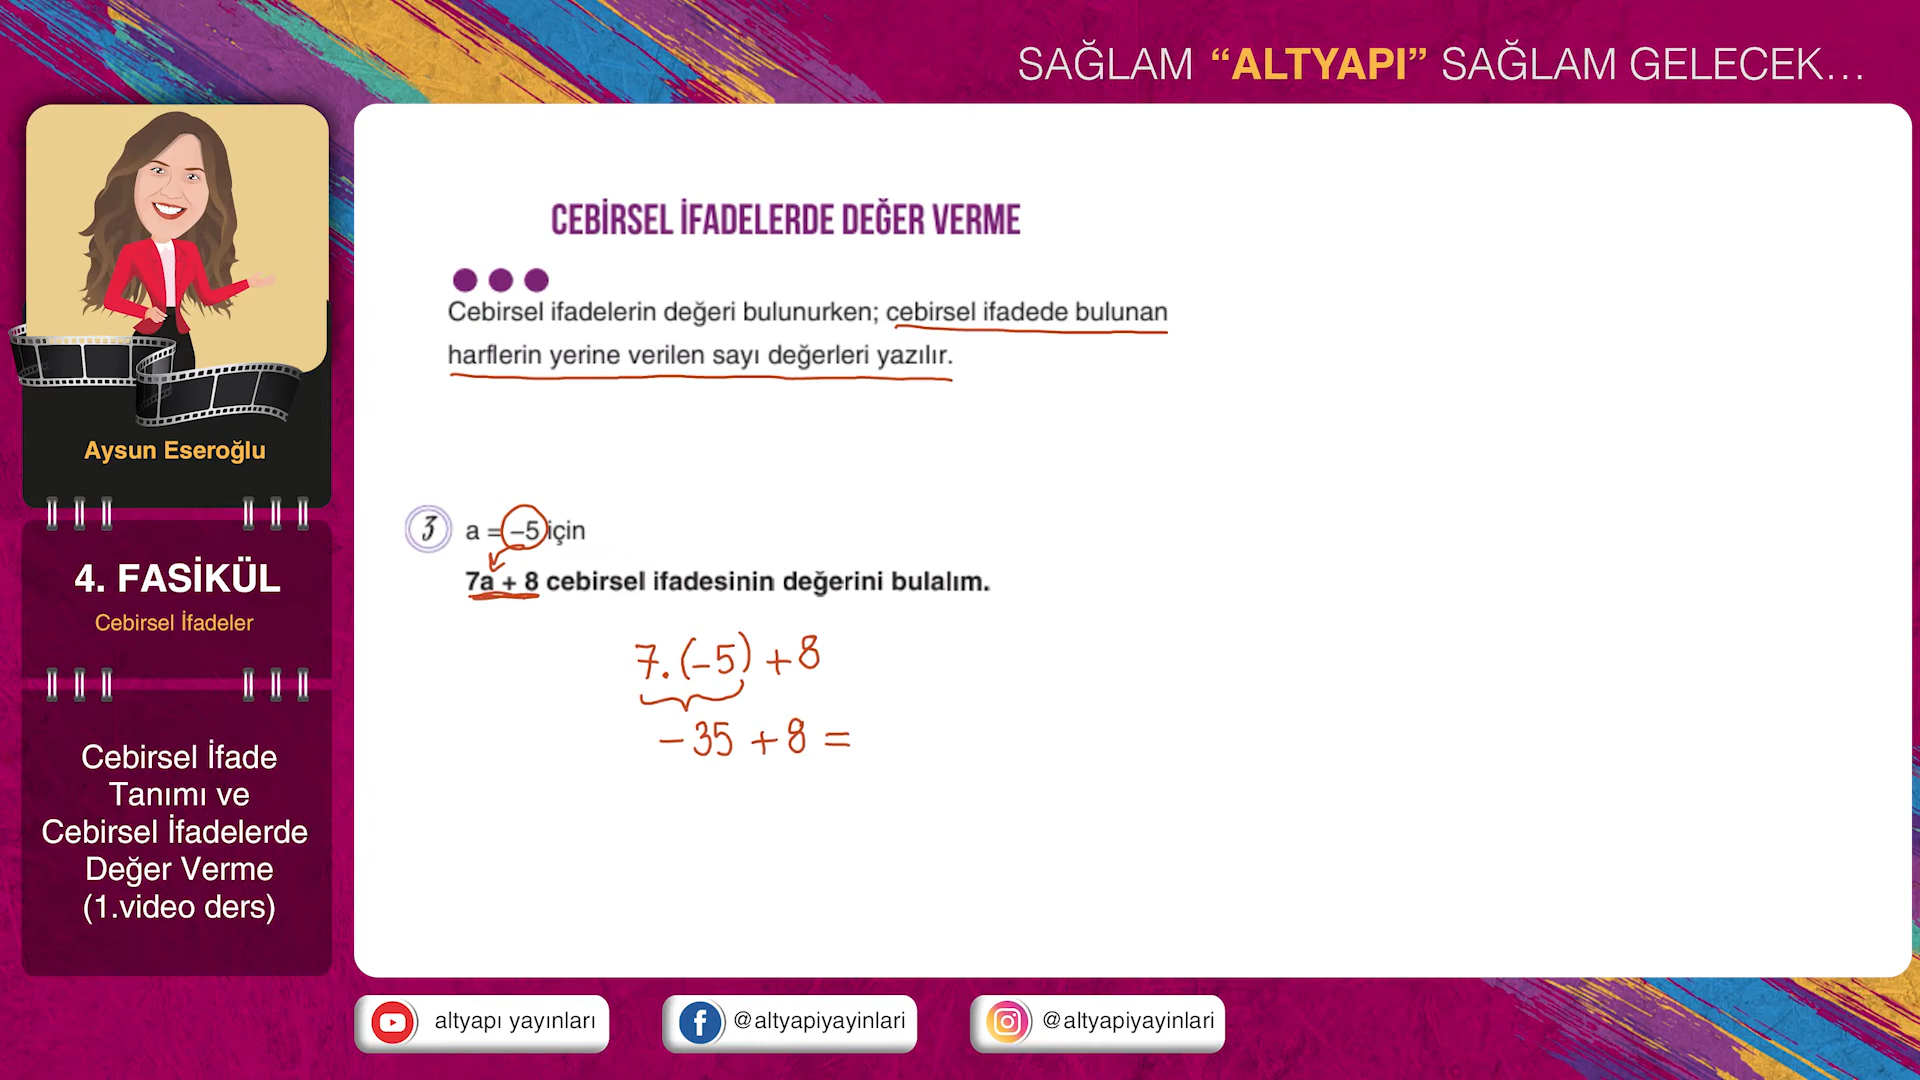 SAĞLAM “ALTYAPI” SAĞLAM GELECEK...
Aysun Eseroğlu
4. FASİKÜL
Cebirsel İfadeler
Cebirsel İfade
Tanımı ve
Cebirsel İfadelerde
Değer Verme
(1.video ders)
CEBİRSEL İFADELERDE DEĞER VERME
Cebirsel ifadelerin değeri bulunurken; cebirsel ifadede bulunan
harflerin yerine verilen sayı değerleri yazılır.
3 a = –5 için
7a + 8 cebirsel ifadesinin değerini bulalım.
7.(-5) + 8
-35 + 8 =
altyapı yayınları
@altyapiyayinlari
@altyapiyayinlari